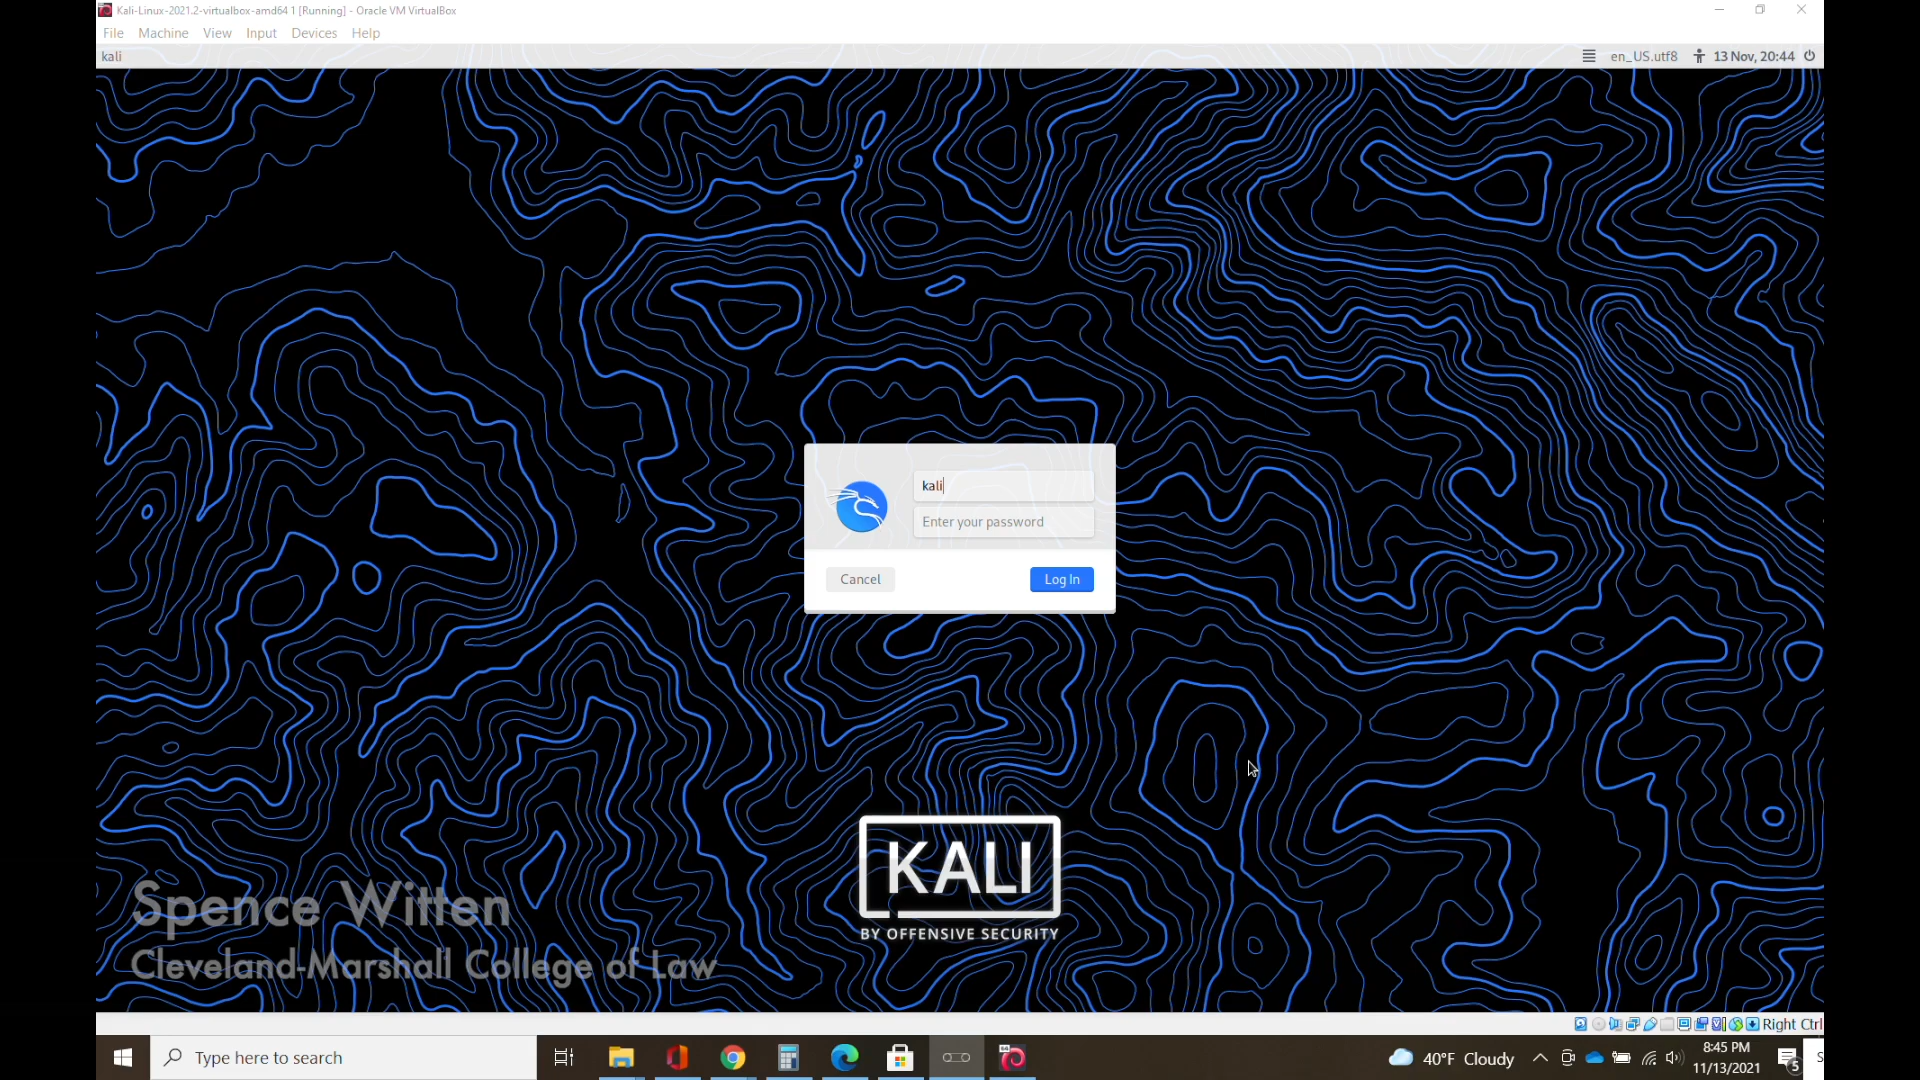 Kali-Linux-2021.2-virtualbox-amd64 1 [Running] - Oracle VM VirtualBox
File Machine View Input Devices Help
kali en_US.utf8 13 Nov, 20:44
kali
Enter your password
Cancel Log In
KALI
BY OFFENSIVE SECURITY
Spence Witten
Cleveland-Marshall College of Law
Right Ctrl
Type here to search
40°F Cloudy
8:45 PM
11/13/2021
5